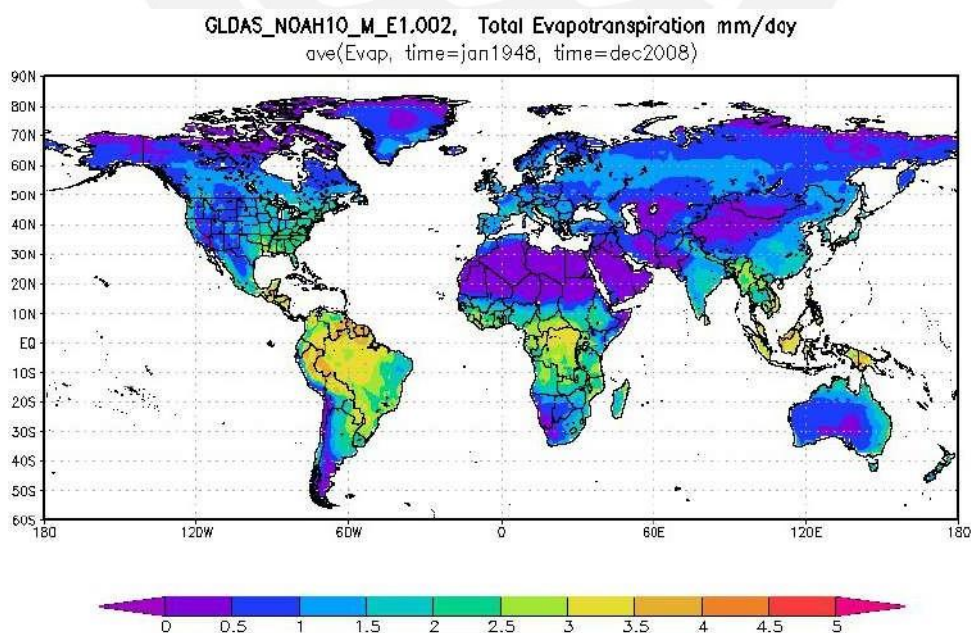 GLDAS_NOAH10_M_E1.002, Total Evapotranspiration mm/day
ave(Evap, time=jan1948, time=dec2008)
90N
80N
70N
60N
50N
40N
30N
20N
10N
EQ
10S
20S
30S
40S
50S
60S
180 120W 60W 0 60E 120E 180
0 0.5 1 1.5 2 2.5 3 3.5 4 4.5 5